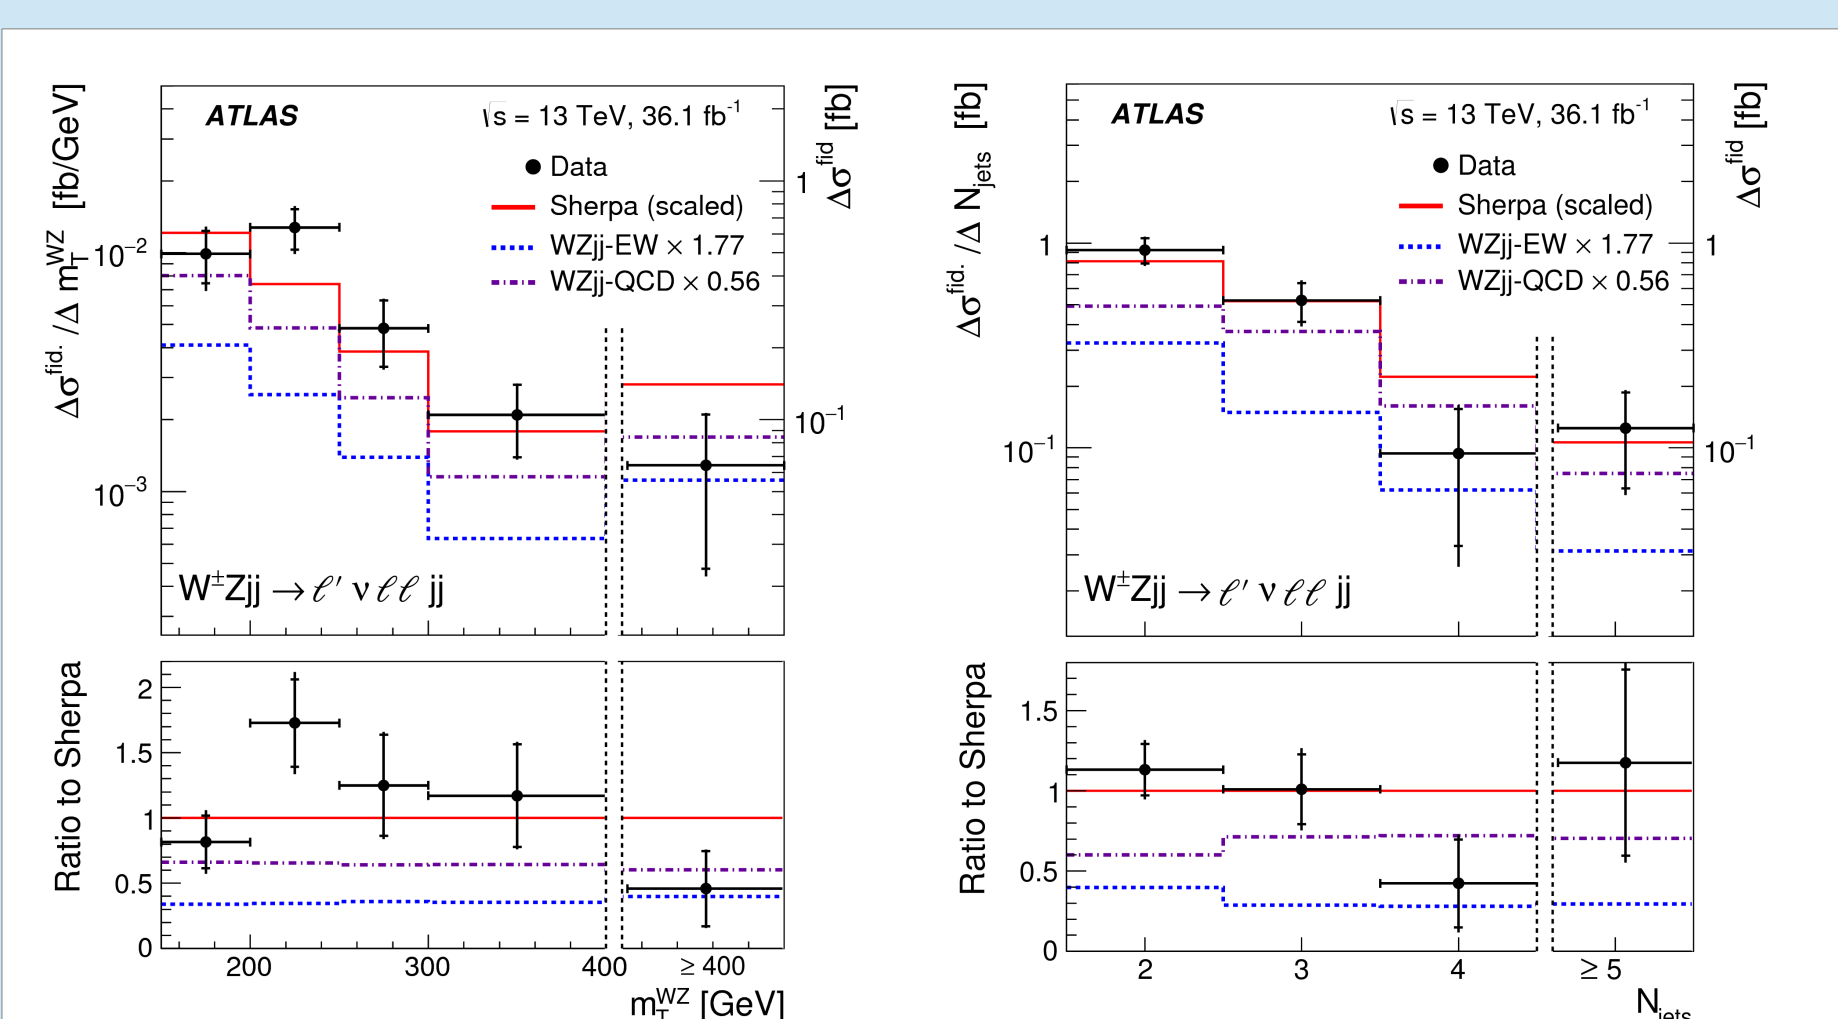 Δσ^fid. /Δ m_T^WZ [fb/GeV]
ATLAS
√s = 13 TeV, 36.1 fb⁻¹
Data
Sherpa (scaled)
WZjj-EW × 1.77
WZjj-QCD × 0.56
10⁻²
10⁻³
1
10⁻¹
Δσ^fid [fb]
W^±Zjj → ℓ′ ν ℓ ℓ jj
Ratio to Sherpa
2
1.5
1
0.5
0
200 300 400 ≥ 400
m_T^WZ [GeV]
Δσ^fid. /Δ N_jets [fb]
ATLAS
√s = 13 TeV, 36.1 fb⁻¹
Data
Sherpa (scaled)
WZjj-EW × 1.77
WZjj-QCD × 0.56
1
10⁻¹
1
10⁻¹
Δσ^fid [fb]
W^±Zjj → ℓ′ ν ℓ ℓ jj
Ratio to Sherpa
1.5
1
0.5
0
2 3 4 ≥ 5
N_jets